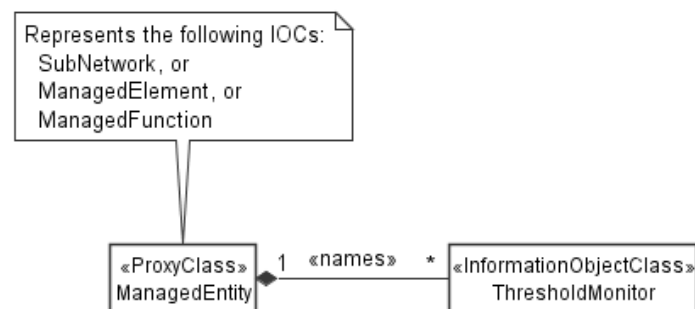 Represents the following IOCs:
SubNetwork, or
ManagedElement, or
ManagedFunction
«ProxyClass»
ManagedEntity
1 «names» *
«InformationObjectClass»
ThresholdMonitor